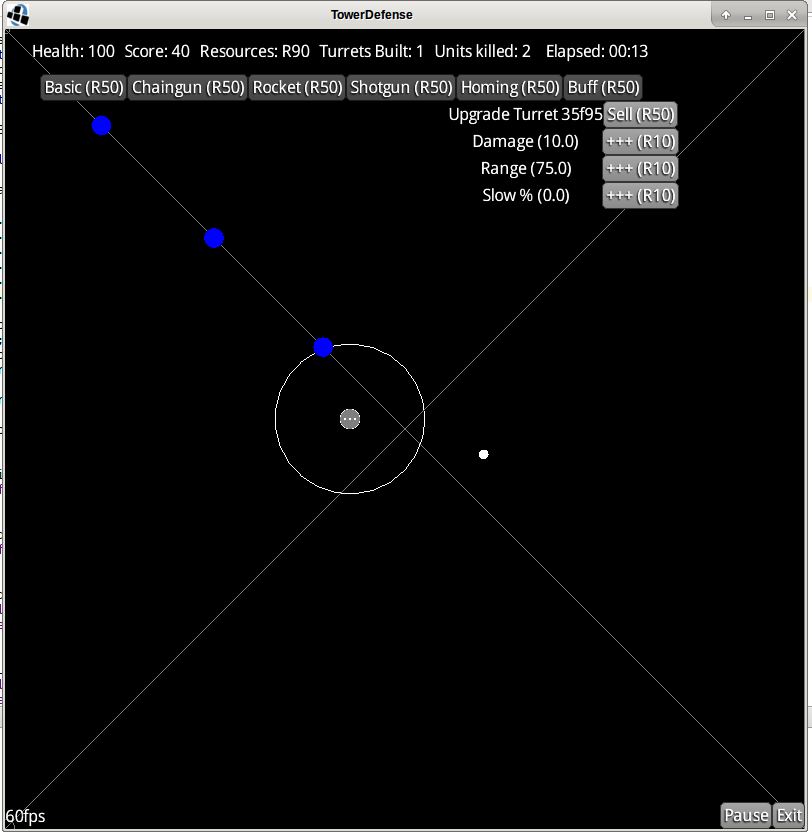 TowerDefense
Health: 100 Score: 40 Resources: R90 Turrets Built: 1 Units killed: 2 Elapsed: 00:13
Basic (R50) Chaingun (R50) Rocket (R50) Shotgun (R50) Homing (R50) Buff (R50)
Upgrade Turret 35f95 Sell (R50)
Damage (10.0) +++ (R10)
Range (75.0) +++ (R10)
Slow % (0.0) +++ (R10)
60fps Pause Exit